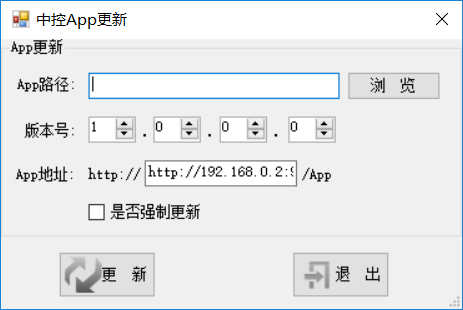 中控App更新
App更新
App路径: 浏 览
版本号: 1 . 0 . 0 . 0
App地址: http:// http://192.168.0.2: /App
是否强制更新
更 新 退 出